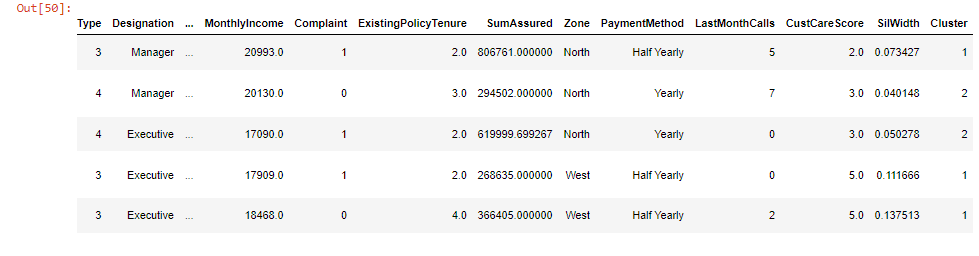 Out[50]:
Type Designation ... MonthlyIncome Complaint ExistingPolicyTenure SumAssured Zone PaymentMethod LastMonthCalls CustCareScore SilWidth Cluster
3 Manager ... 20993.0 1 2.0 806761.000000 North Half Yearly 5 2.0 0.073427 1
4 Manager ... 20130.0 0 3.0 294502.000000 North Yearly 7 3.0 0.040148 2
4 Executive ... 17090.0 1 2.0 619999.699267 North Yearly 0 3.0 0.050278 2
3 Executive ... 17909.0 1 2.0 268635.000000 West Half Yearly 0 5.0 0.111666 1
3 Executive ... 18468.0 0 4.0 366405.000000 West Half Yearly 2 5.0 0.137513 1